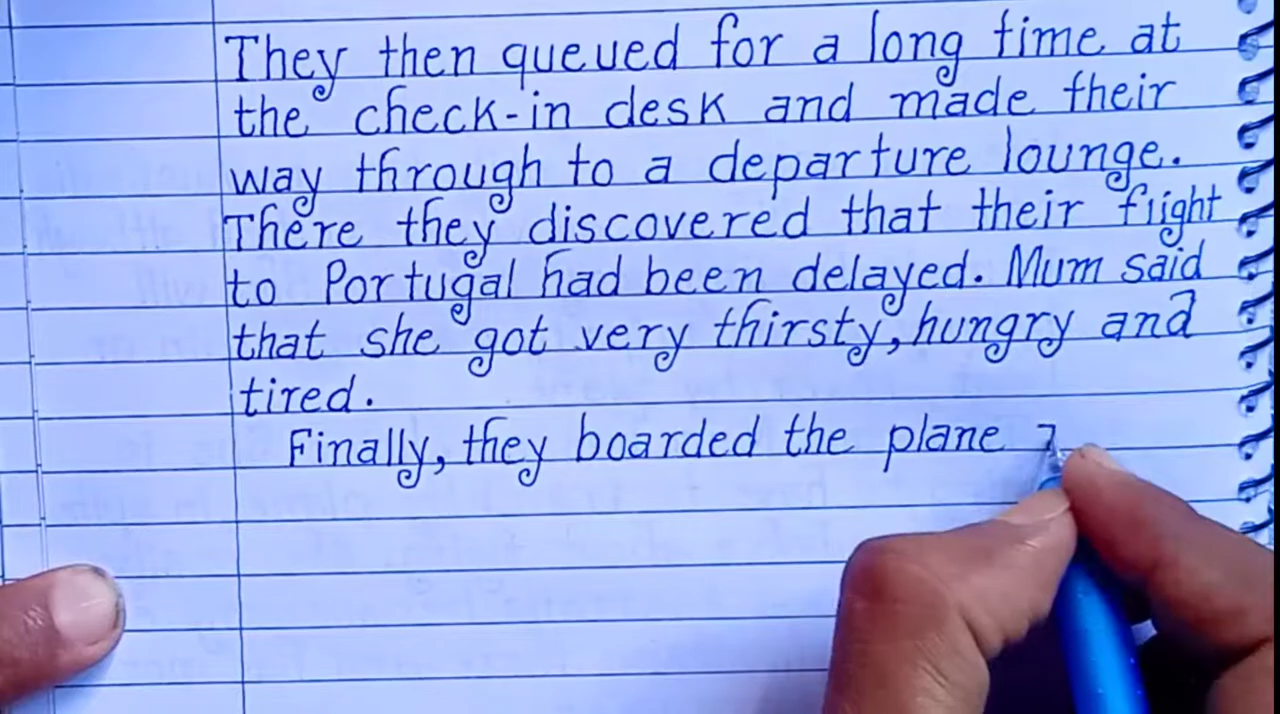 They then queued for a long time at
the check-in desk and made their
way through to a departure lounge.
There they discovered that their flight
to Portugal had been delayed. Mum said
that she got very thirsty, hungry and
tired.
Finally, they boarded the plane